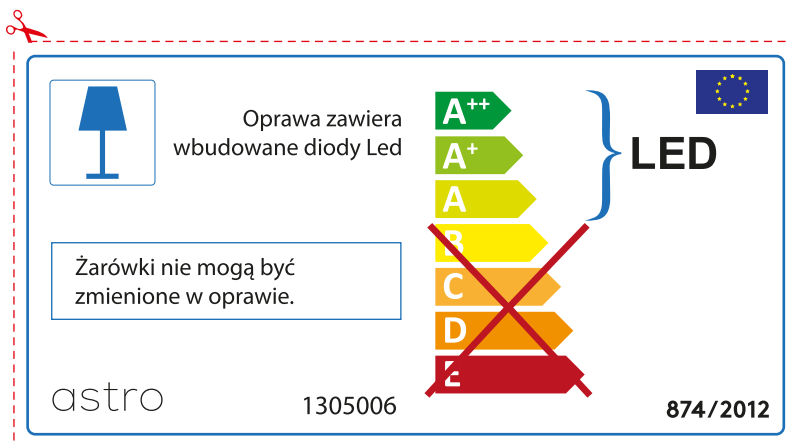 Oprawa zawiera
wbudowane diody Led
A++
A+
A
B
C
D
E
LED
Żarówki nie mogą być
zmienione w oprawie.
astro
1305006
874/2012